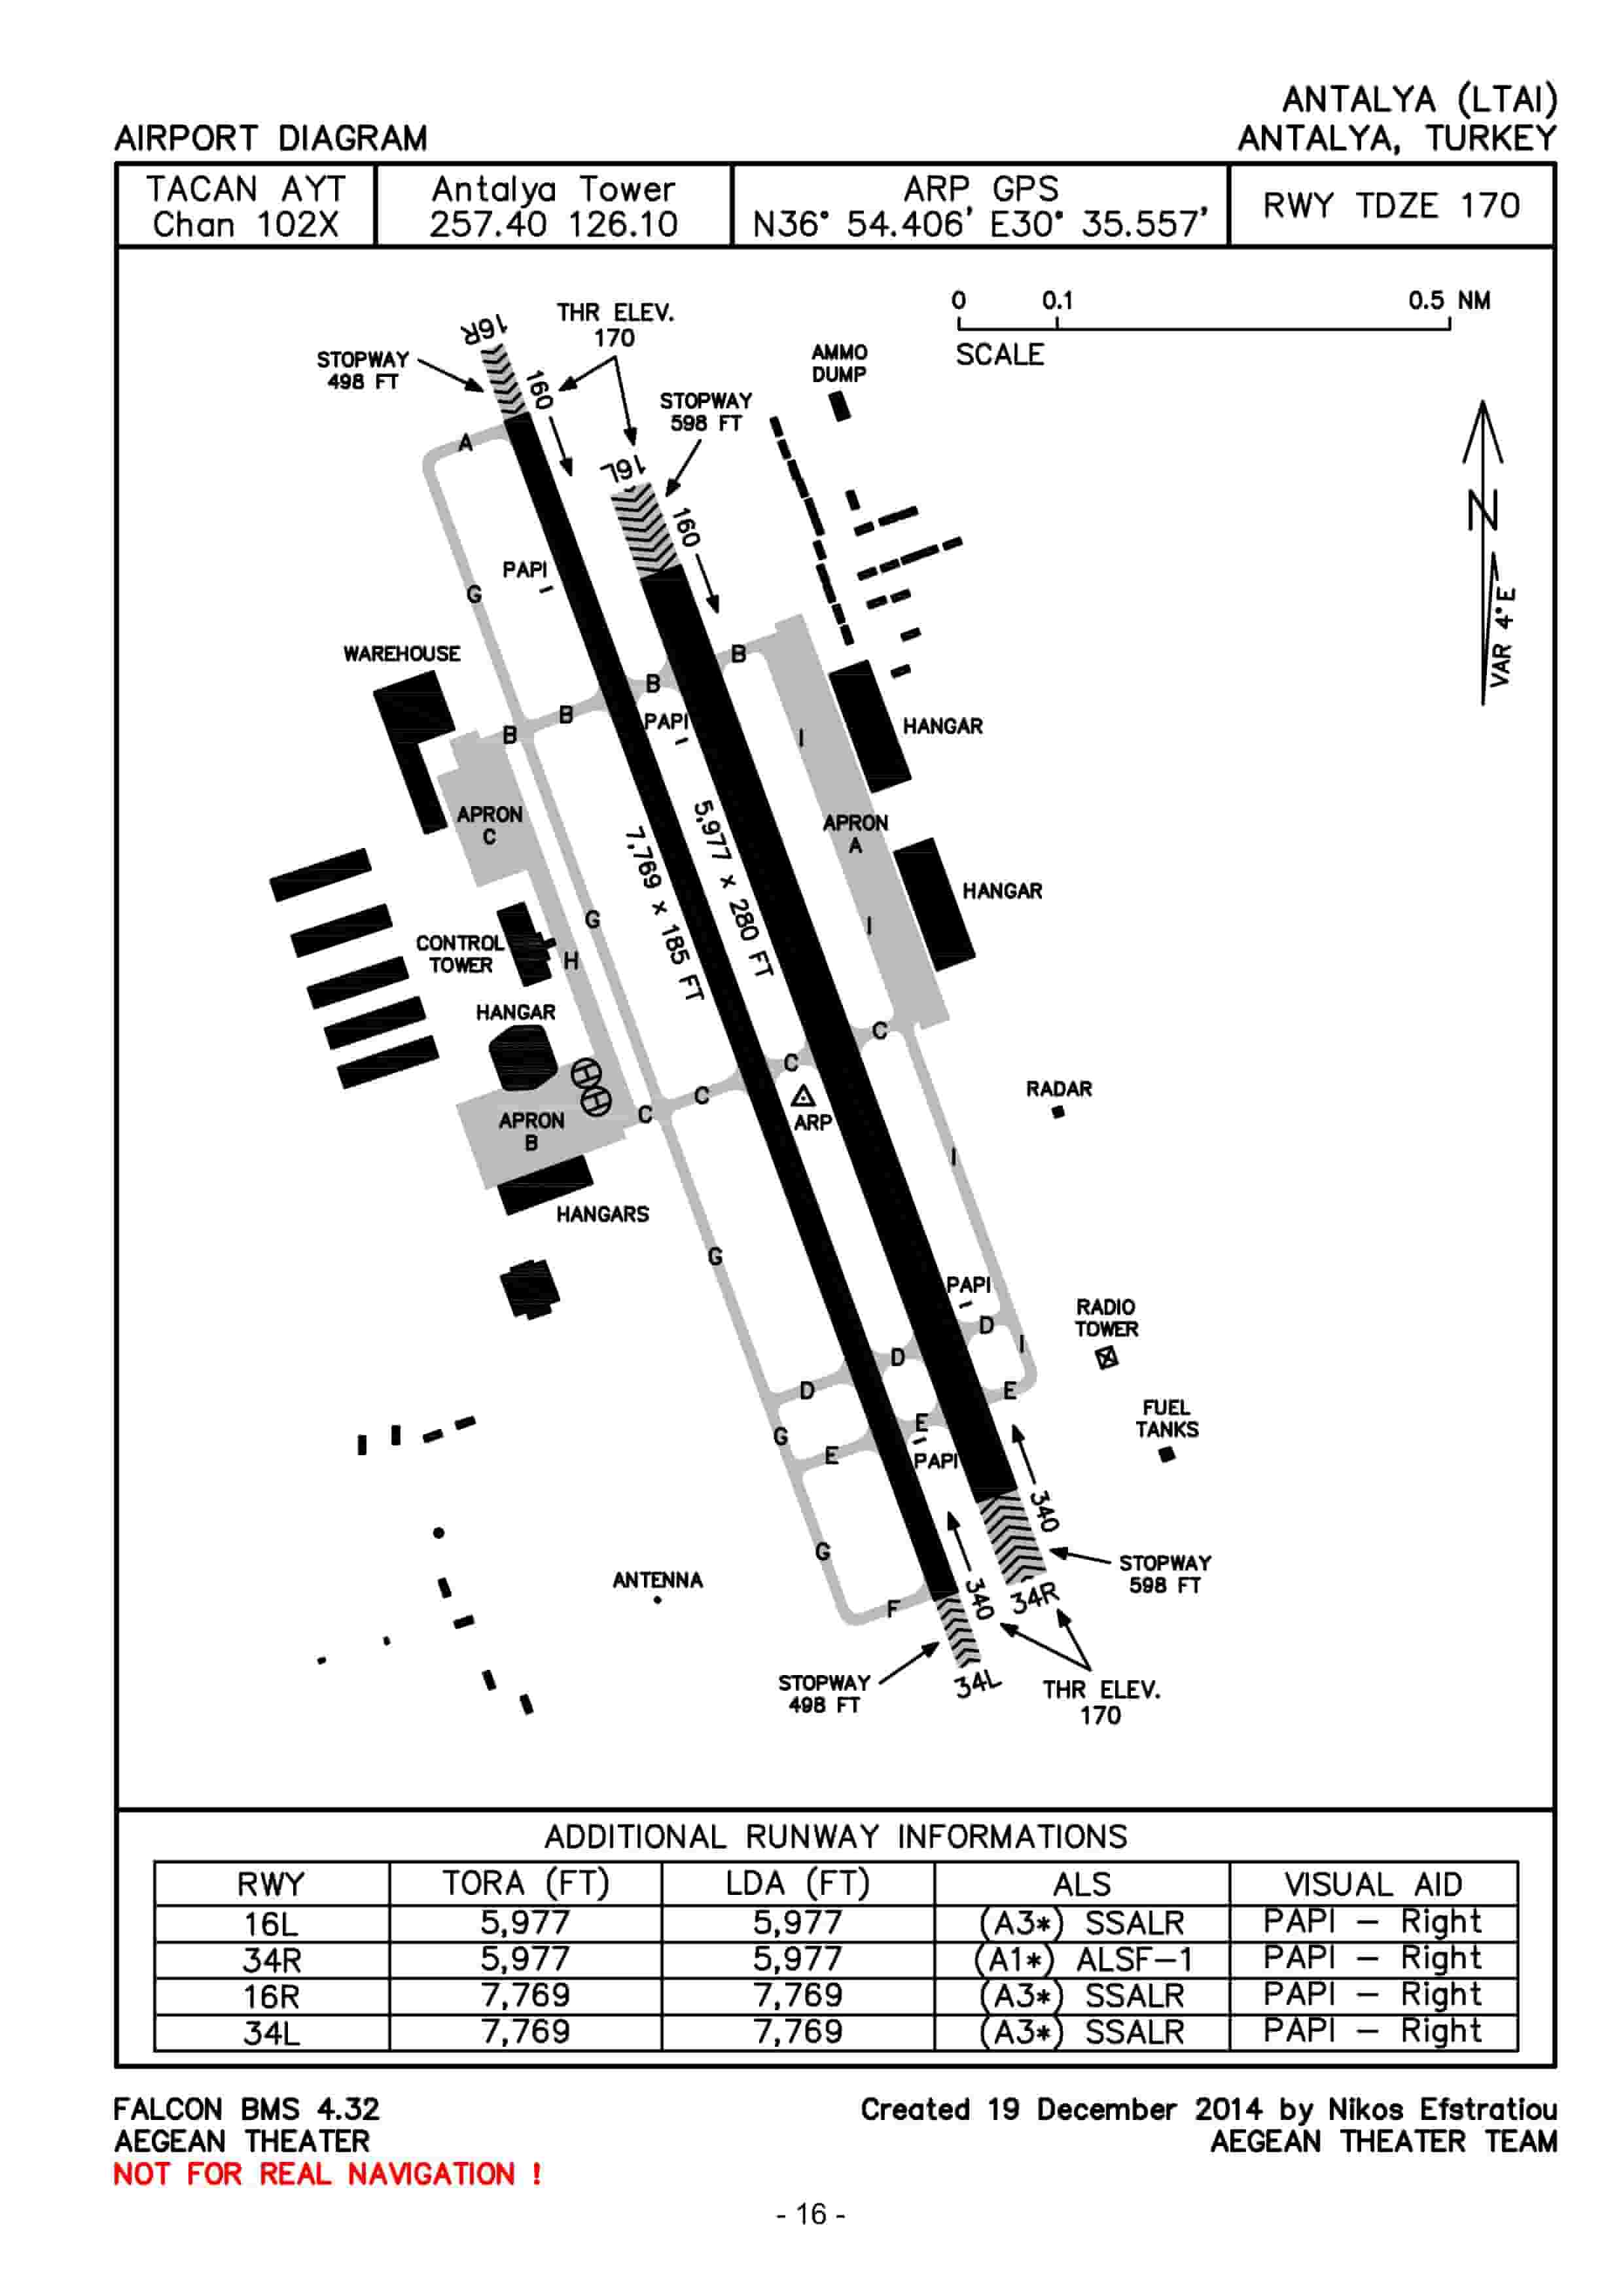 ANTALYA (LTAI)
AIRPORT DIAGRAM
ANTALYA, TURKEY
TACAN AYT
Chan 102X
Antalya Tower
257.40 126.10
ARP GPS
N36° 54.406' E30° 35.557'
RWY TDZE 170
0 0.1 0.5 NM
SCALE
16R
THR ELEV.
170
STOPWAY
498 FT
160
STOPWAY
598 FT
AMMO
DUMP
16L
160
N
VAR 4°E
A
G
PAPI
WAREHOUSE
B
B
B
B
PAPI
I
HANGAR
APRON
C
APRON
A
7,769 × 185 FT
5,977 × 280 FT
HANGAR
G
I
CONTROL
TOWER
H
HANGAR
C
C
C
C
ARP
RADAR
H
H
APRON
B
HANGARS
I
G
PAPI
D
D
D
I
RADIO
TOWER
E
E
E
G
PAPI
FUEL
TANKS
340
G
STOPWAY
598 FT
ANTENNA
F
340
34R
STOPWAY
498 FT
34L
THR ELEV.
170
ADDITIONAL RUNWAY INFORMATIONS
RWY TORA (FT) LDA (FT) ALS VISUAL AID
16L 5,977 5,977 (A3*) SSALR PAPI – Right
34R 5,977 5,977 (A1*) ALSF–1 PAPI – Right
16R 7,769 7,769 (A3*) SSALR PAPI – Right
34L 7,769 7,769 (A3*) SSALR PAPI – Right
FALCON BMS 4.32
AEGEAN THEATER
NOT FOR REAL NAVIGATION !
Created 19 December 2014 by Nikos Efstratiou
AEGEAN THEATER TEAM
- 16 -